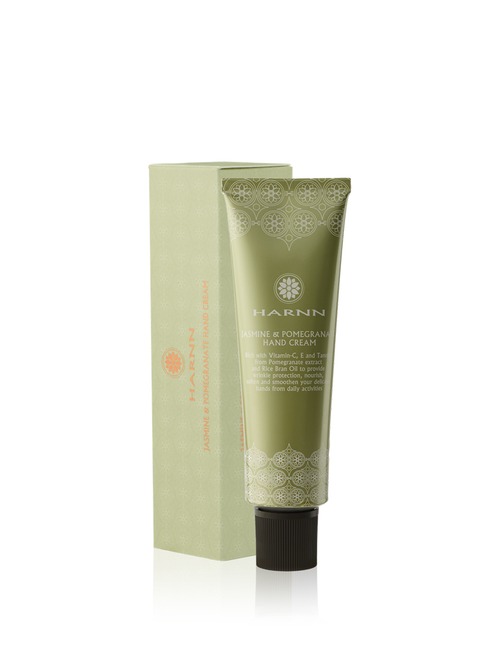 HARNN
JASMINE & POMEGRANATE HAND CREAM
HARNN
JASMINE & POMEGRANA
HAND CREAM
with Vitamin-C, E and
from Pomegranate extract
and Rice Bran Oil to provide
wrinkle protection, nourish,
and smoothen your
hands from daily activities